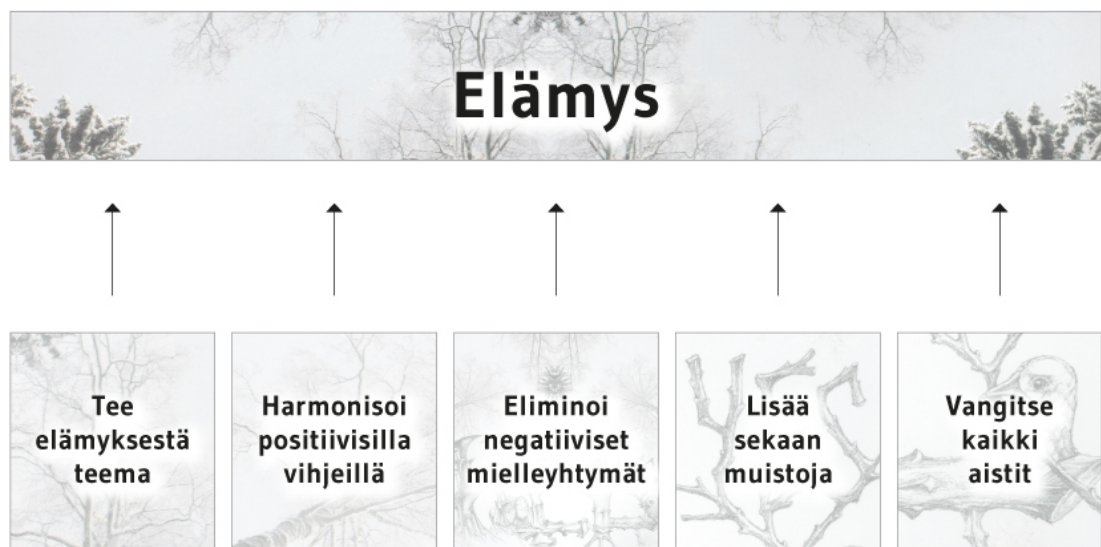 Elämys
Tee
elämyksestä
teema
Harmonisoi
positiivisilla
vihjeillä
Eliminoi
negatiiviset
mielleyhtymät
Lisää
sekaan
muistoja
Vangitse
kaikki
aistit